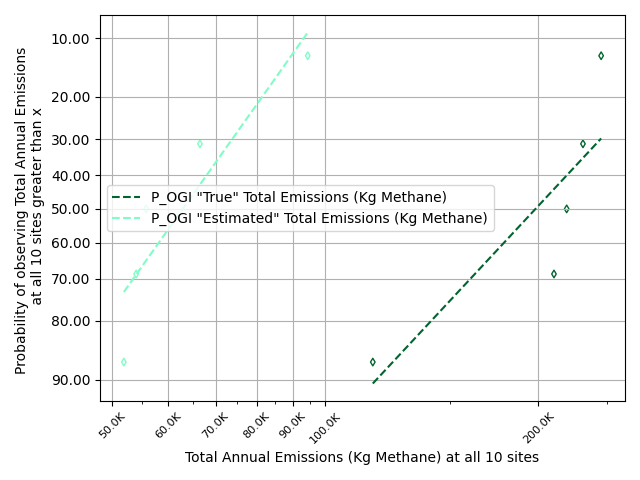 Probability of observing Total Annual Emissions
at all 10 sites greater than x
10.00
20.00
30.00
40.00
50.00
60.00
70.00
80.00
90.00
P_OGI "True" Total Emissions (Kg Methane)
P_OGI "Estimated" Total Emissions (Kg Methane)
50.0K
60.0K
70.0K
80.0K
90.0K
100.0K
200.0K
Total Annual Emissions (Kg Methane) at all 10 sites